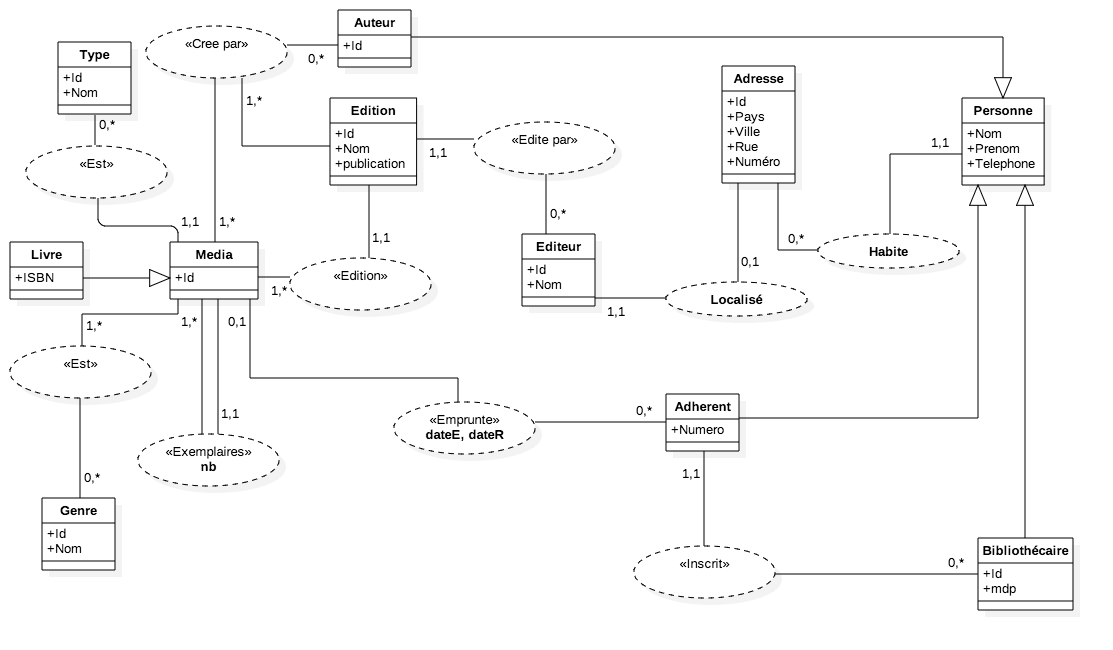 Auteur
+Id
«Cree par»
0,*
Type
+Id
+Nom
0,*
1,*
Edition
+Id
+Nom
+publication
1,1
«Edite par»
Adresse
+Id
+Pays
+Ville
+Rue
+Numéro
Personne
+Nom
+Prenom
+Telephone
1,1
«Est»
1,1
1,*
1,1
0,*
0,*
Livre
+ISBN
Media
+Id
Editeur
+Id
+Nom
Habite
1,*
«Edition»
0,1
1,1
Localisé
1,*
1,*
0,1
«Est»
1,1
«Emprunte»
dateE, dateR
0,*
Adherent
+Numero
«Exemplaires»
nb
0,*
1,1
Genre
+Id
+Nom
«Inscrit»
0,*
Bibliothécaire
+Id
+mdp